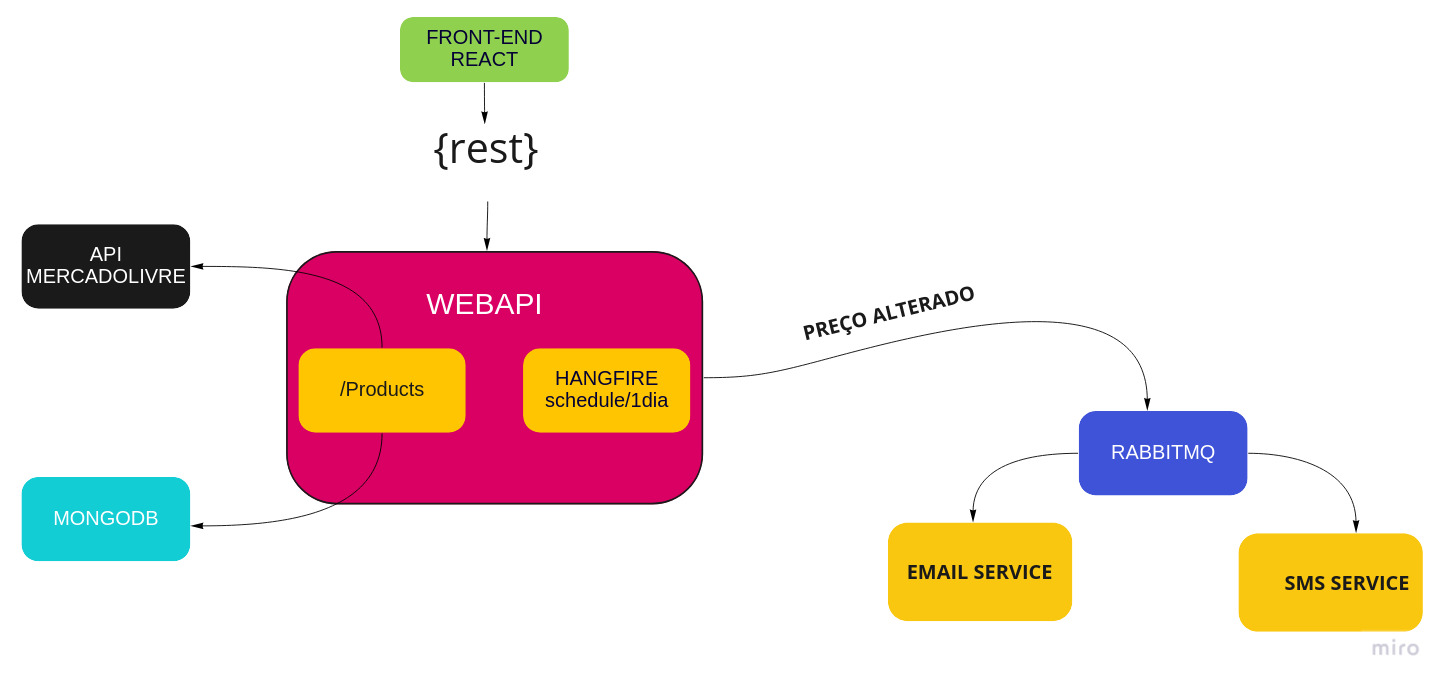 FRONT-END
REACT
{rest}
API
MERCADOLIVRE
WEBAPI
PREÇO ALTERADO
/Products
HANGFIRE
schedule/1dia
RABBITMQ
MONGODB
EMAIL SERVICE
SMS SERVICE
miro